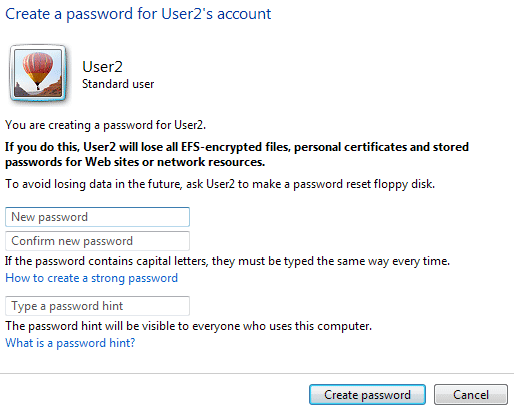 Create a password for User2's account
User2
Standard user
You are creating a password for User2.
If you do this, User2 will lose all EFS-encrypted files, personal certificates and stored
passwords for Web sites or network resources.
To avoid losing data in the future, ask User2 to make a password reset floppy disk.
New password
Confirm new password
If the password contains capital letters, they must be typed the same way every time.
How to create a strong password
Type a password hint
The password hint will be visible to everyone who uses this computer.
What is a password hint?
Create password Cancel